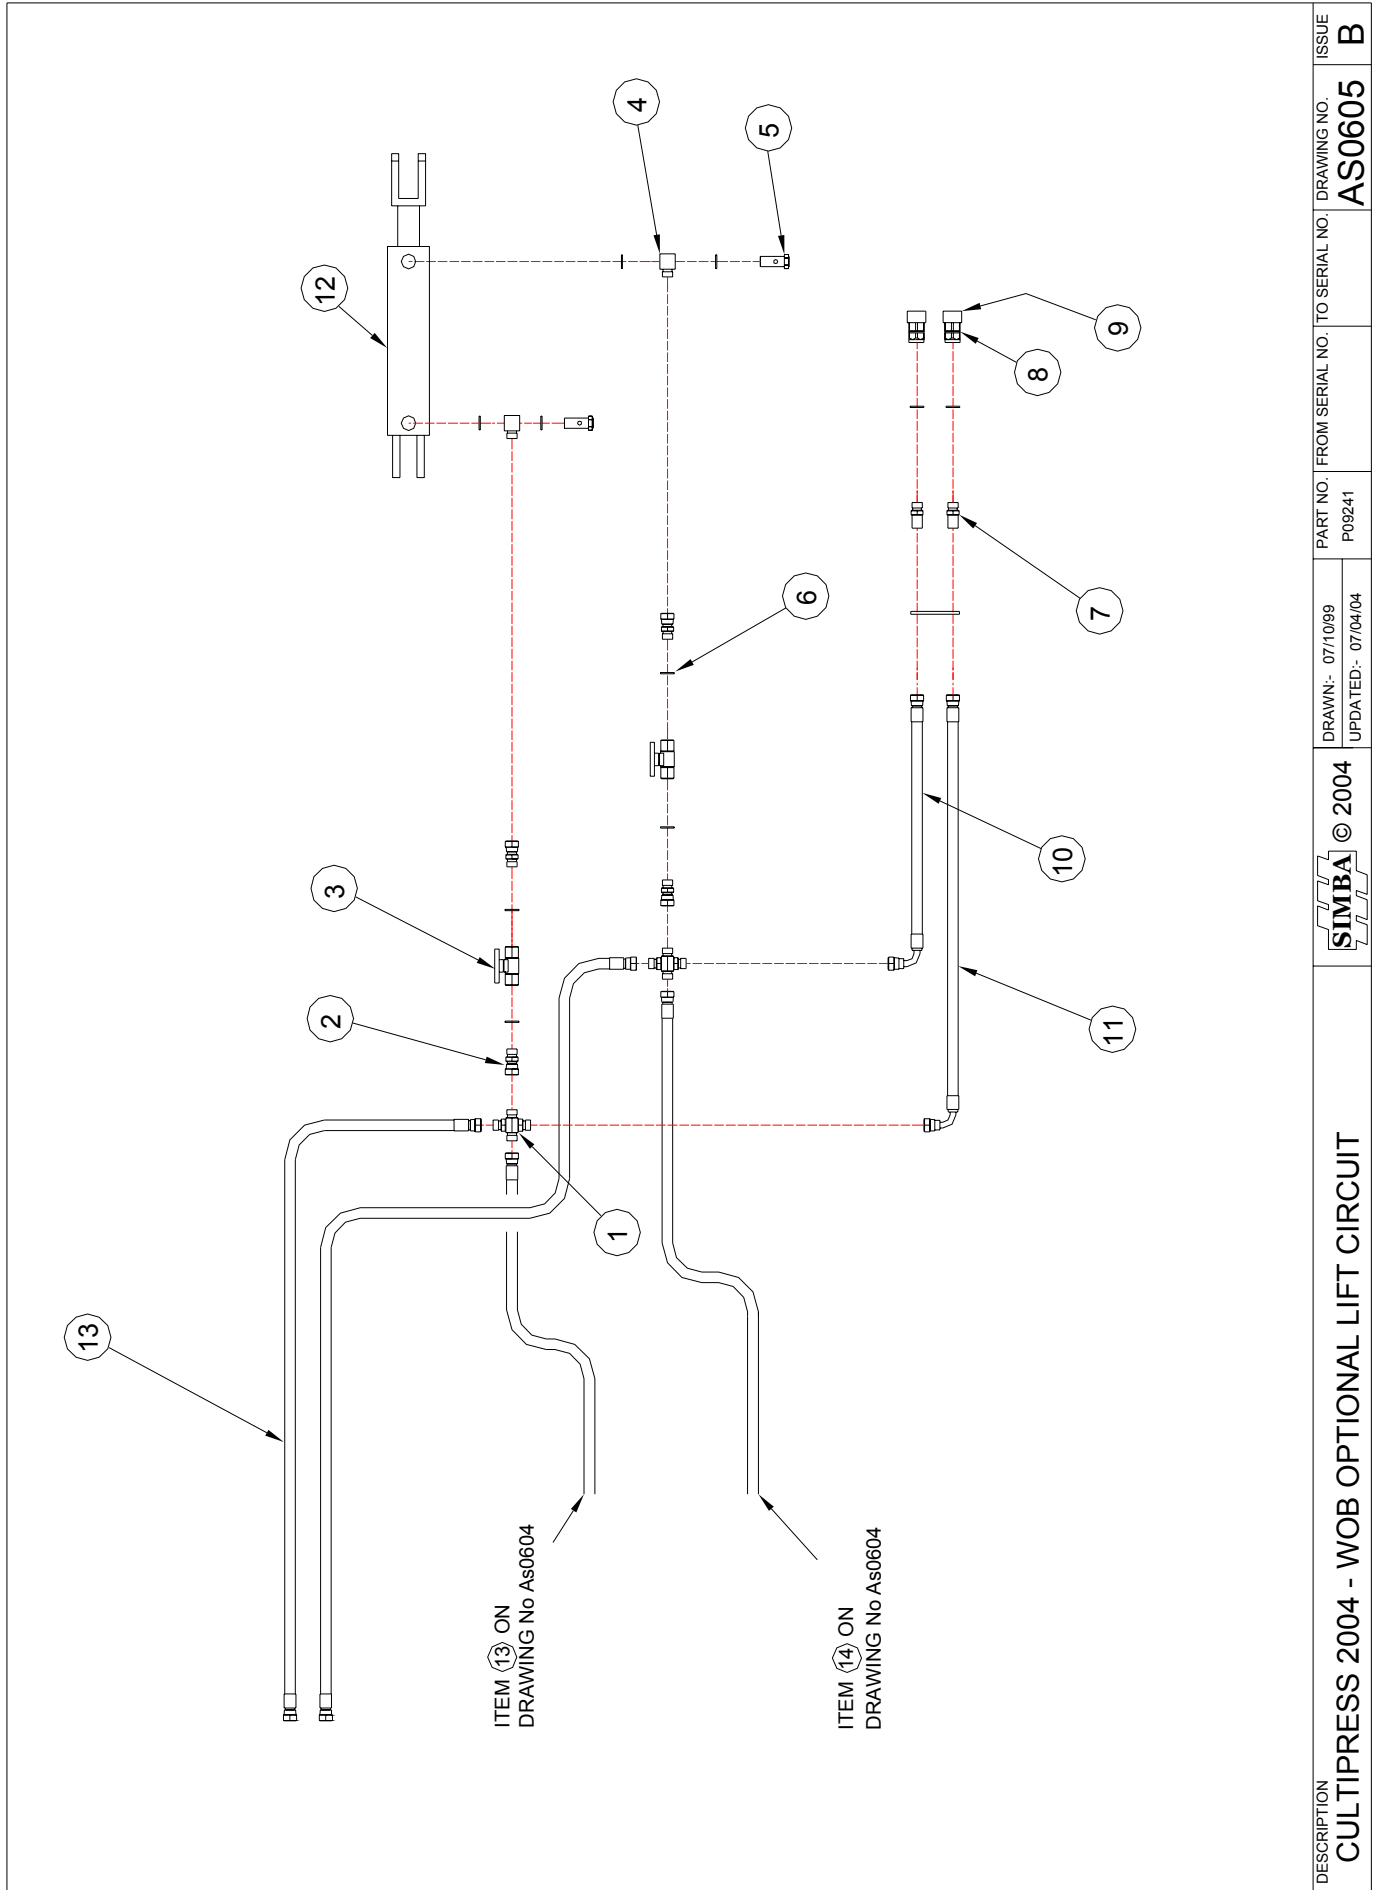 13
12
3
2
4
5
1
6
10
11
8
9
7
ITEM 13 ON
DRAWING No As0604
ITEM 14 ON
DRAWING No As0604
DESCRIPTION
CULTIPRESS 2004 - WOB OPTIONAL LIFT CIRCUIT
SIMBA © 2004
DRAWN:- 07/10/99
UPDATED:- 07/04/04
PART NO.
P09241
FROM SERIAL NO.
TO SERIAL NO.
DRAWING NO.
AS0605
ISSUE
B